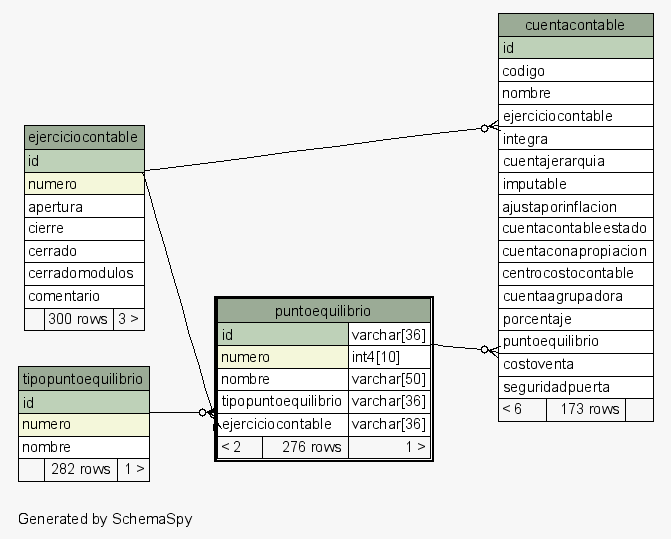 cuentacontable
id
codigo
nombre
ejerciciocontable
integra
cuentajerarquia
imputable
ajustaporinflacion
cuentacontableestado
cuentaconapropiacion
centrocostocontable
cuentaagrupadora
porcentaje
puntoequilibrio
costoventa
seguridadpuerta
< 6 173 rows
ejerciciocontable
id
numero
apertura
cierre
cerrado
cerradomodulos
comentario
300 rows 3 >
puntoequilibrio
id varchar[36]
numero int4[10]
nombre varchar[50]
tipopuntoequilibrio varchar[36]
ejerciciocontable varchar[36]
< 2 276 rows 1 >
tipopuntoequilibrio
id
numero
nombre
282 rows 1 >
Generated by SchemaSpy